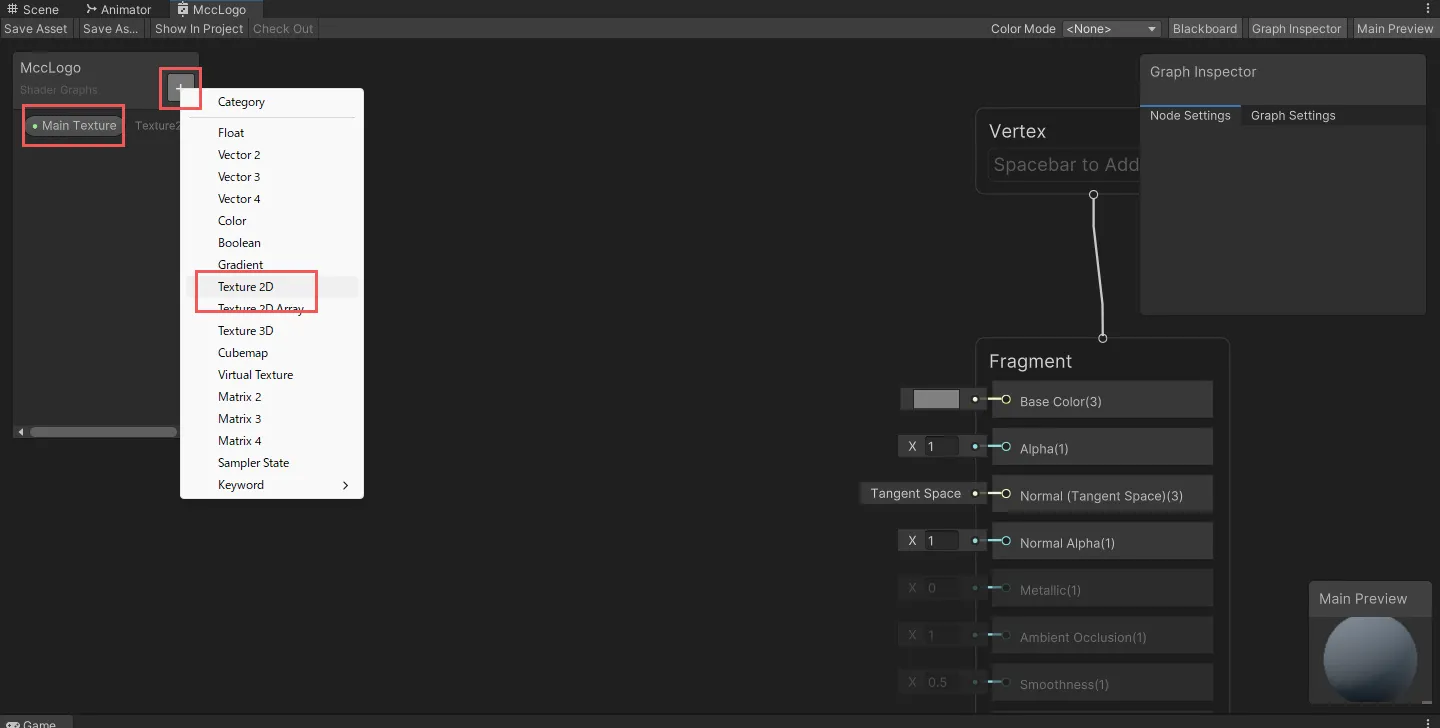 Scene
Animator
MccLogo
Save Asset
Save As...
Show In Project
Check Out
Color Mode
<None>
Blackboard
Graph Inspector
Main Preview
MccLogo
Shader Graphs
+
Main Texture
Texture2
Category
Float
Vector 2
Vector 3
Vector 4
Color
Boolean
Gradient
Texture 2D
Texture 2D Array
Texture 3D
Cubemap
Virtual Texture
Matrix 2
Matrix 3
Matrix 4
Sampler State
Keyword
Vertex
Spacebar to Add
Graph Inspector
Node Settings
Graph Settings
Fragment
Base Color(3)
X 1
Alpha(1)
Tangent Space
Normal (Tangent Space)(3)
X 1
Normal Alpha(1)
X 0
Metallic(1)
X 1
Ambient Occlusion(1)
X 0.5
Smoothness(1)
Main Preview
Game